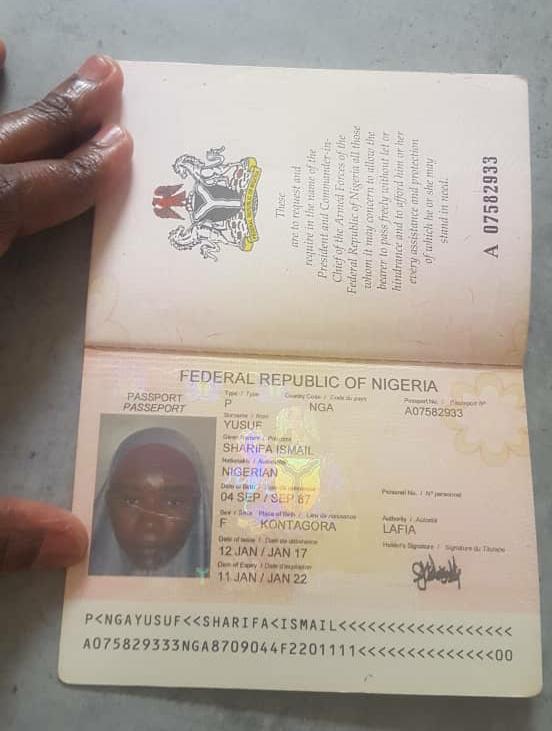 These
are to request and
require in the name of the
President and Commander-in-
Chief of the Armed Forces of the
Federal Republic of Nigeria all those
whom it may concern to allow the
bearer to pass freely without let or
hindrance and to afford him or her
every assistance and protection
of which he or she may
stand in need.
A 07582933
FEDERAL REPUBLIC OF NIGERIA
PASSPORT
PASSEPORT
Type / Type
P
Country Code / Code du pays
NGA
Passport No. / Passeport N°
A07582933
Surname / Nom
YUSUF
Given Names / Prénoms
SHARIFA ISMAIL
Nationality / Nationalité
NIGERIAN
Date of Birth / Date de naissance
04 SEP / SEP 87
Personal No. / N° personnel
Sex / Sexe
F
Place of Birth / Lieu de naissance
KONTAGORA
Authority / Autorité
LAFIA
Date of Issue / Date de délivrance
12 JAN / JAN 17
Holder's Signature / Signature du Titulaire
Date of Expiry / Date d'expiration
11 JAN / JAN 22
P<NGAYUSUF<<SHARIFA<ISMAIL<<<<<<<<<<<<<<<<<<
A075829333NGA8709044F2201111<<<<<<<<<<<<<<00